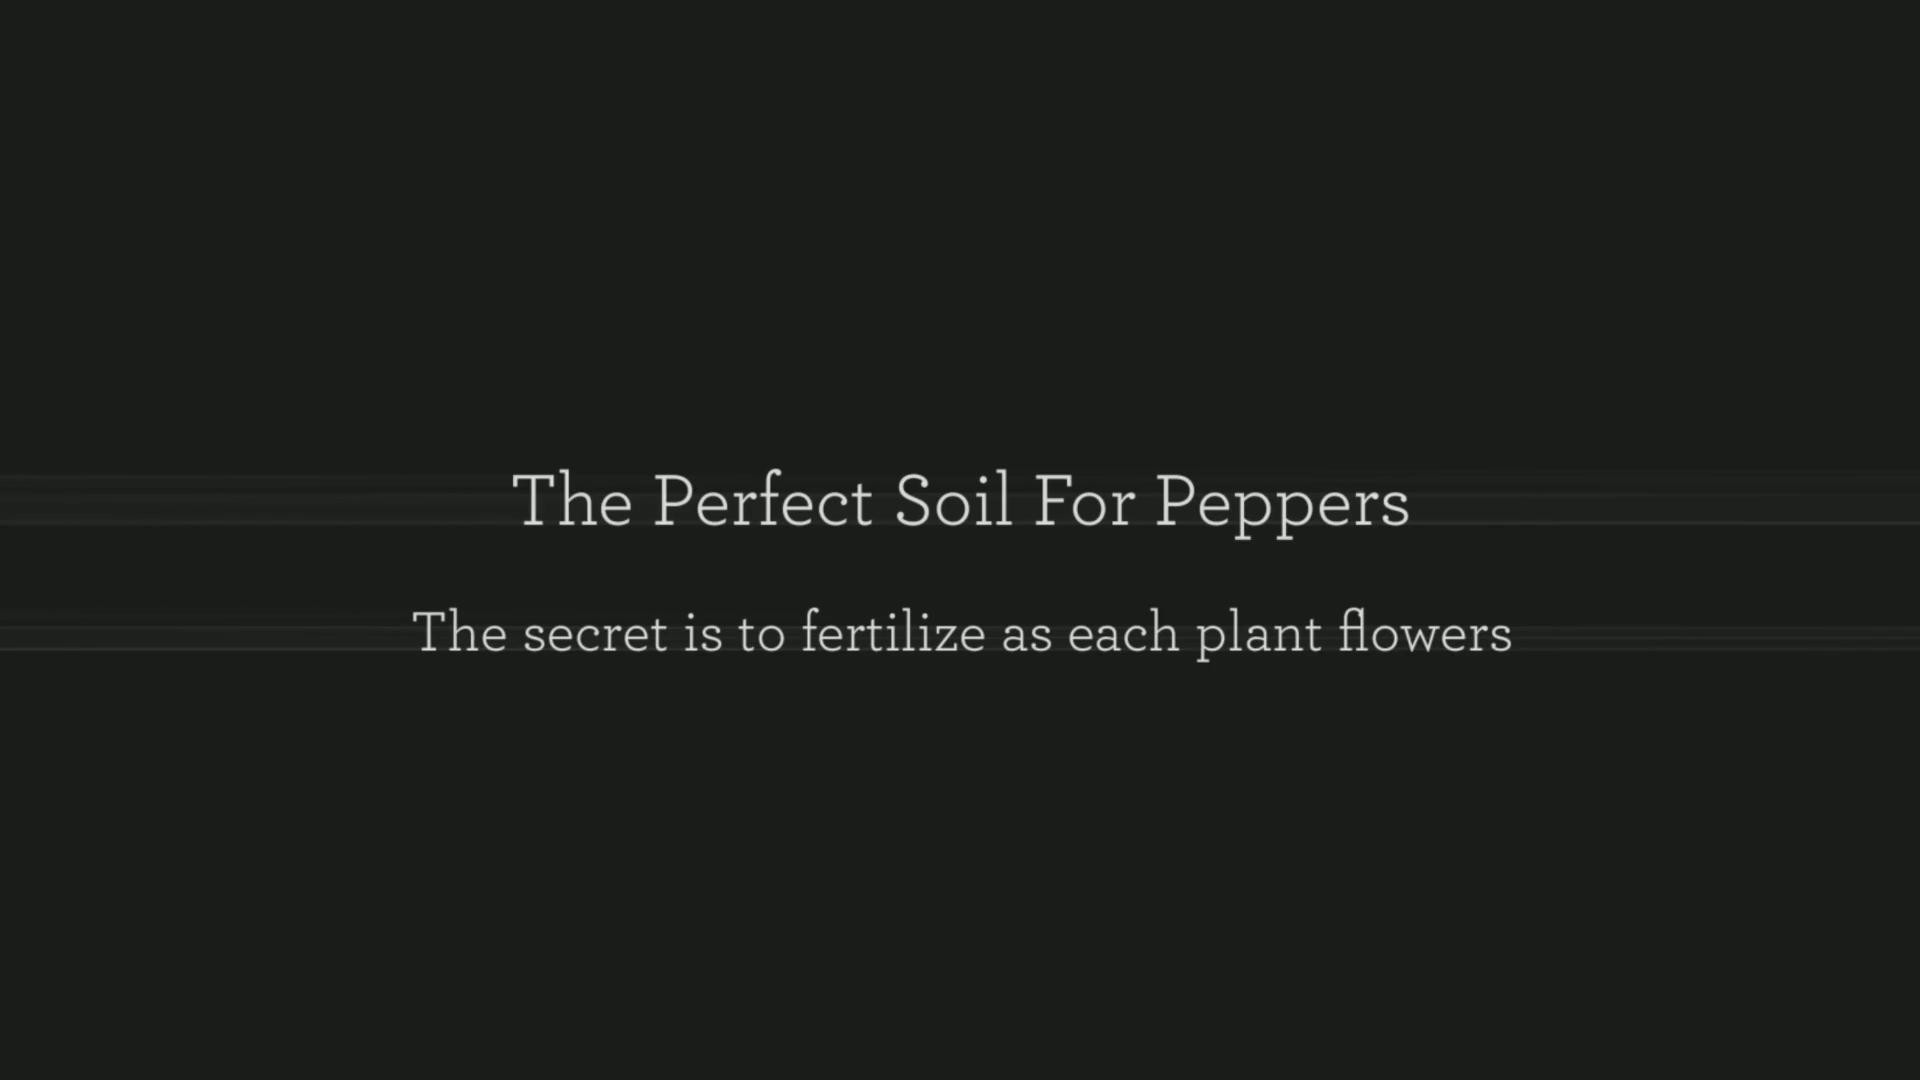 The Perfect Soil For Peppers
The secret is to fertilize as each plant flowers